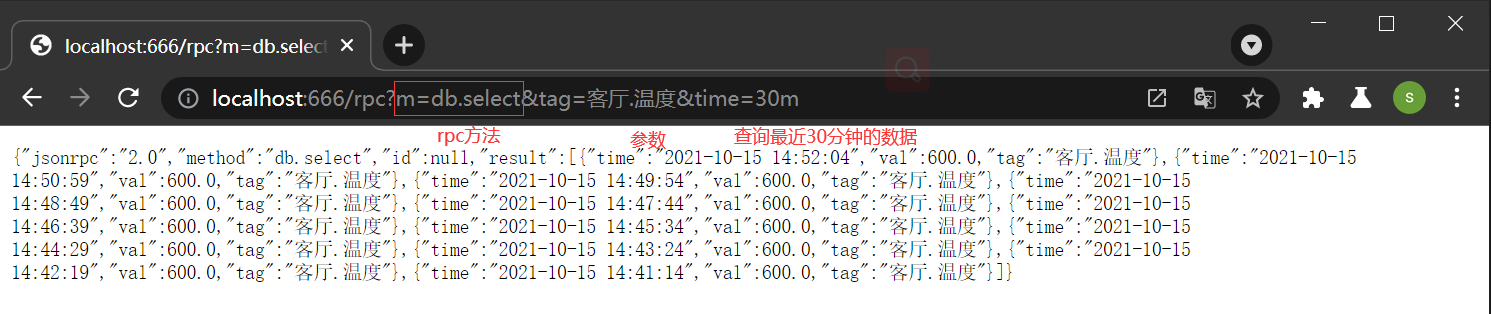 localhost:666/rpc?m=db.select
localhost:666/rpc?m=db.select&tag=客厅.温度&time=30m
S
rpc方法 参数 查询最近30分钟的数据
{"jsonrpc":"2.0","method":"db.select","id":null,"result":[{"time":"2021-10-15 14:52:04","val":600.0,"tag":"客厅.温度"},{"time":"2021-10-15
14:50:59","val":600.0,"tag":"客厅.温度"},{"time":"2021-10-15 14:49:54","val":600.0,"tag":"客厅.温度"},{"time":"2021-10-15
14:48:49","val":600.0,"tag":"客厅.温度"},{"time":"2021-10-15 14:47:44","val":600.0,"tag":"客厅.温度"},{"time":"2021-10-15
14:46:39","val":600.0,"tag":"客厅.温度"},{"time":"2021-10-15 14:45:34","val":600.0,"tag":"客厅.温度"},{"time":"2021-10-15
14:44:29","val":600.0,"tag":"客厅.温度"},{"time":"2021-10-15 14:43:24","val":600.0,"tag":"客厅.温度"},{"time":"2021-10-15
14:42:19","val":600.0,"tag":"客厅.温度"},{"time":"2021-10-15 14:41:14","val":600.0,"tag":"客厅.温度"}]}